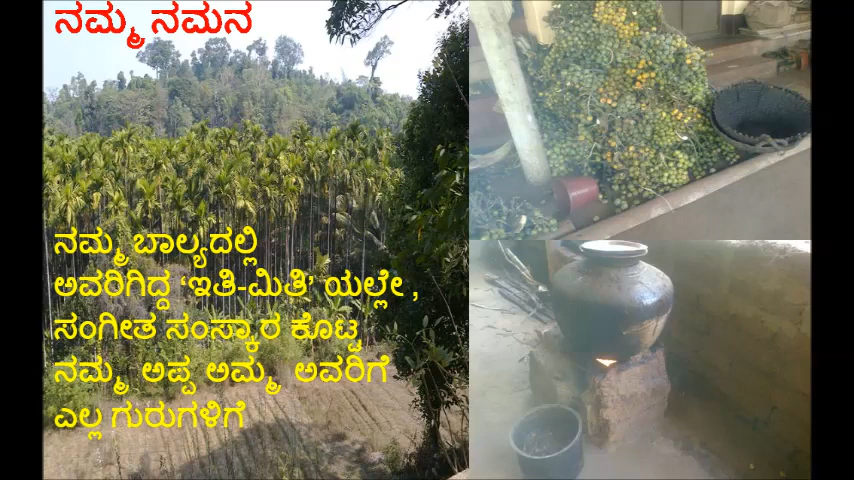 ನಮ್ಮ ನಮನ
ನಮ್ಮ ಬಾಲ್ಯದಲ್ಲಿ
ಅವರಿಗಿದ್ದ ‘ಇತಿ-ಮಿತಿ’ ಯಲ್ಲೇ ,
ಸಂಗೀತ ಸಂಸ್ಕಾರ ಕೊಟ್ಟ
ನಮ್ಮ ಅಪ್ಪ ಅಮ್ಮ ಅವರಿಗೆ
ಎಲ್ಲ ಗುರುಗಳಿಗೆ